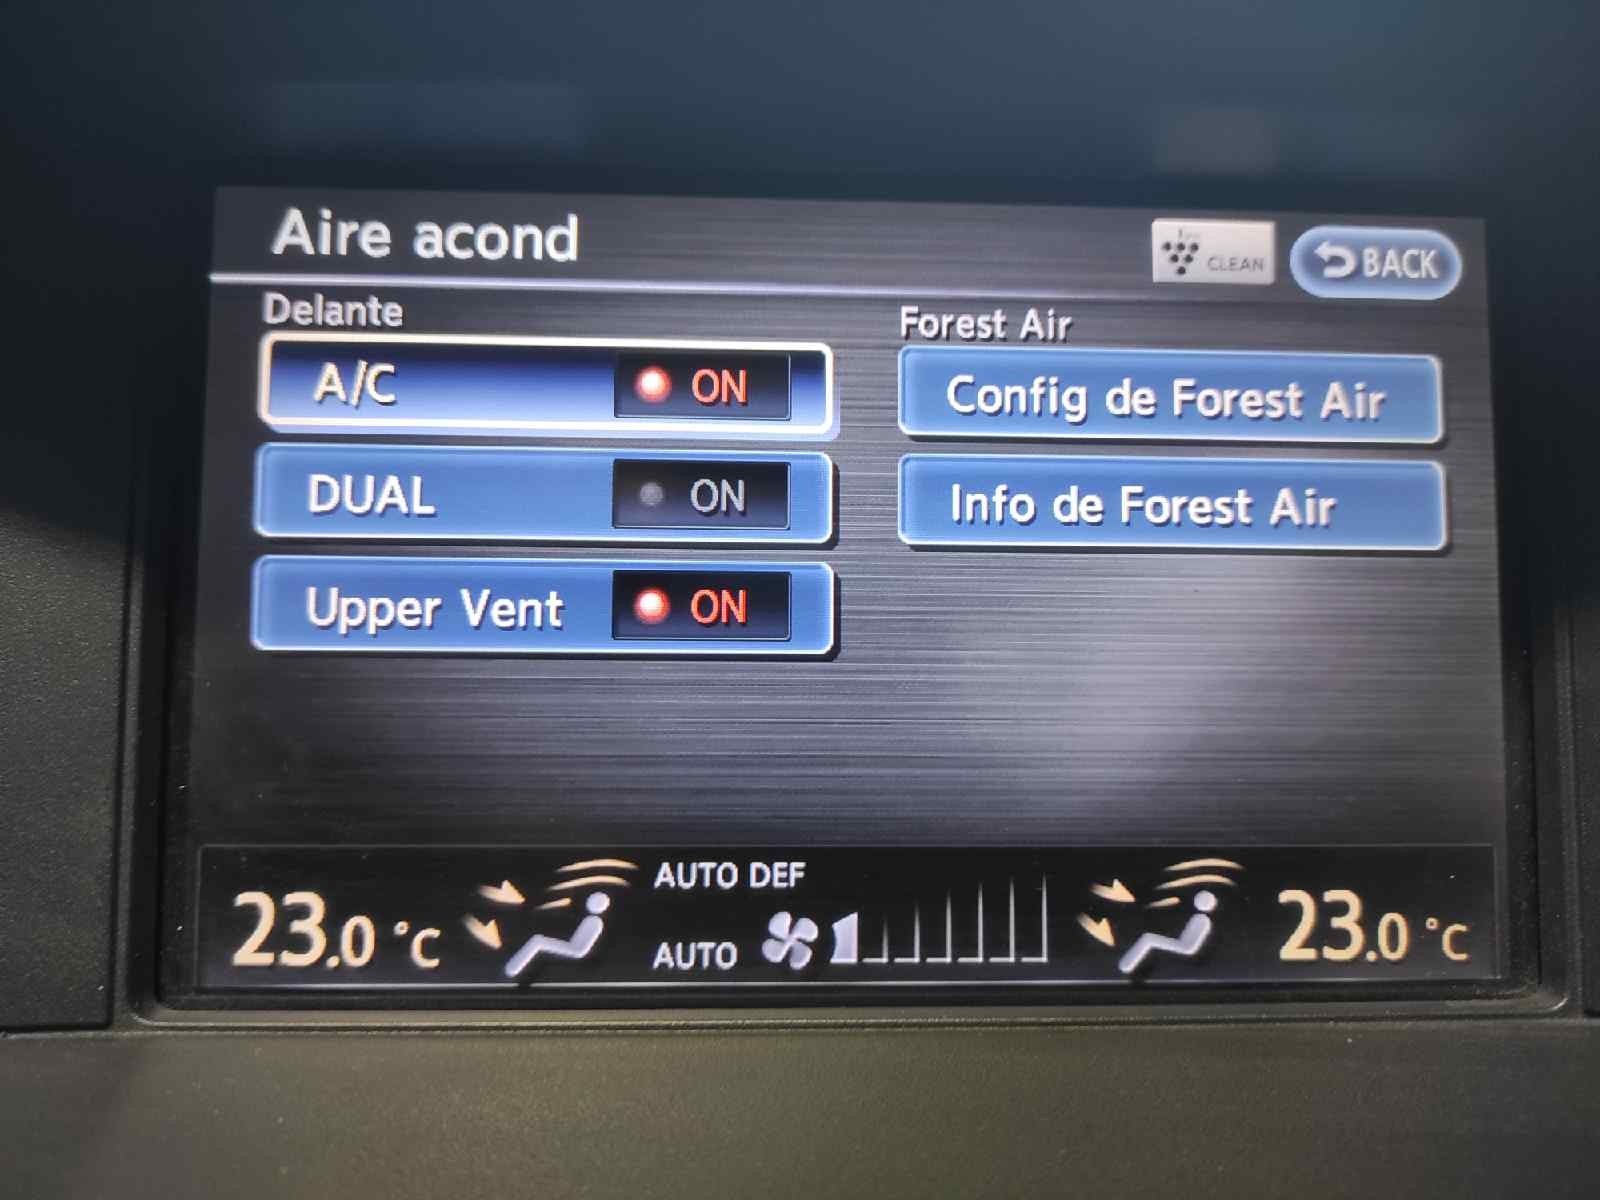 Aire acond
CLEAN
BACK
Delante
A/C ON
DUAL ON
Upper Vent ON
Forest Air
Config de Forest Air
Info de Forest Air
23.0 °C
AUTO DEF
AUTO
23.0 °C